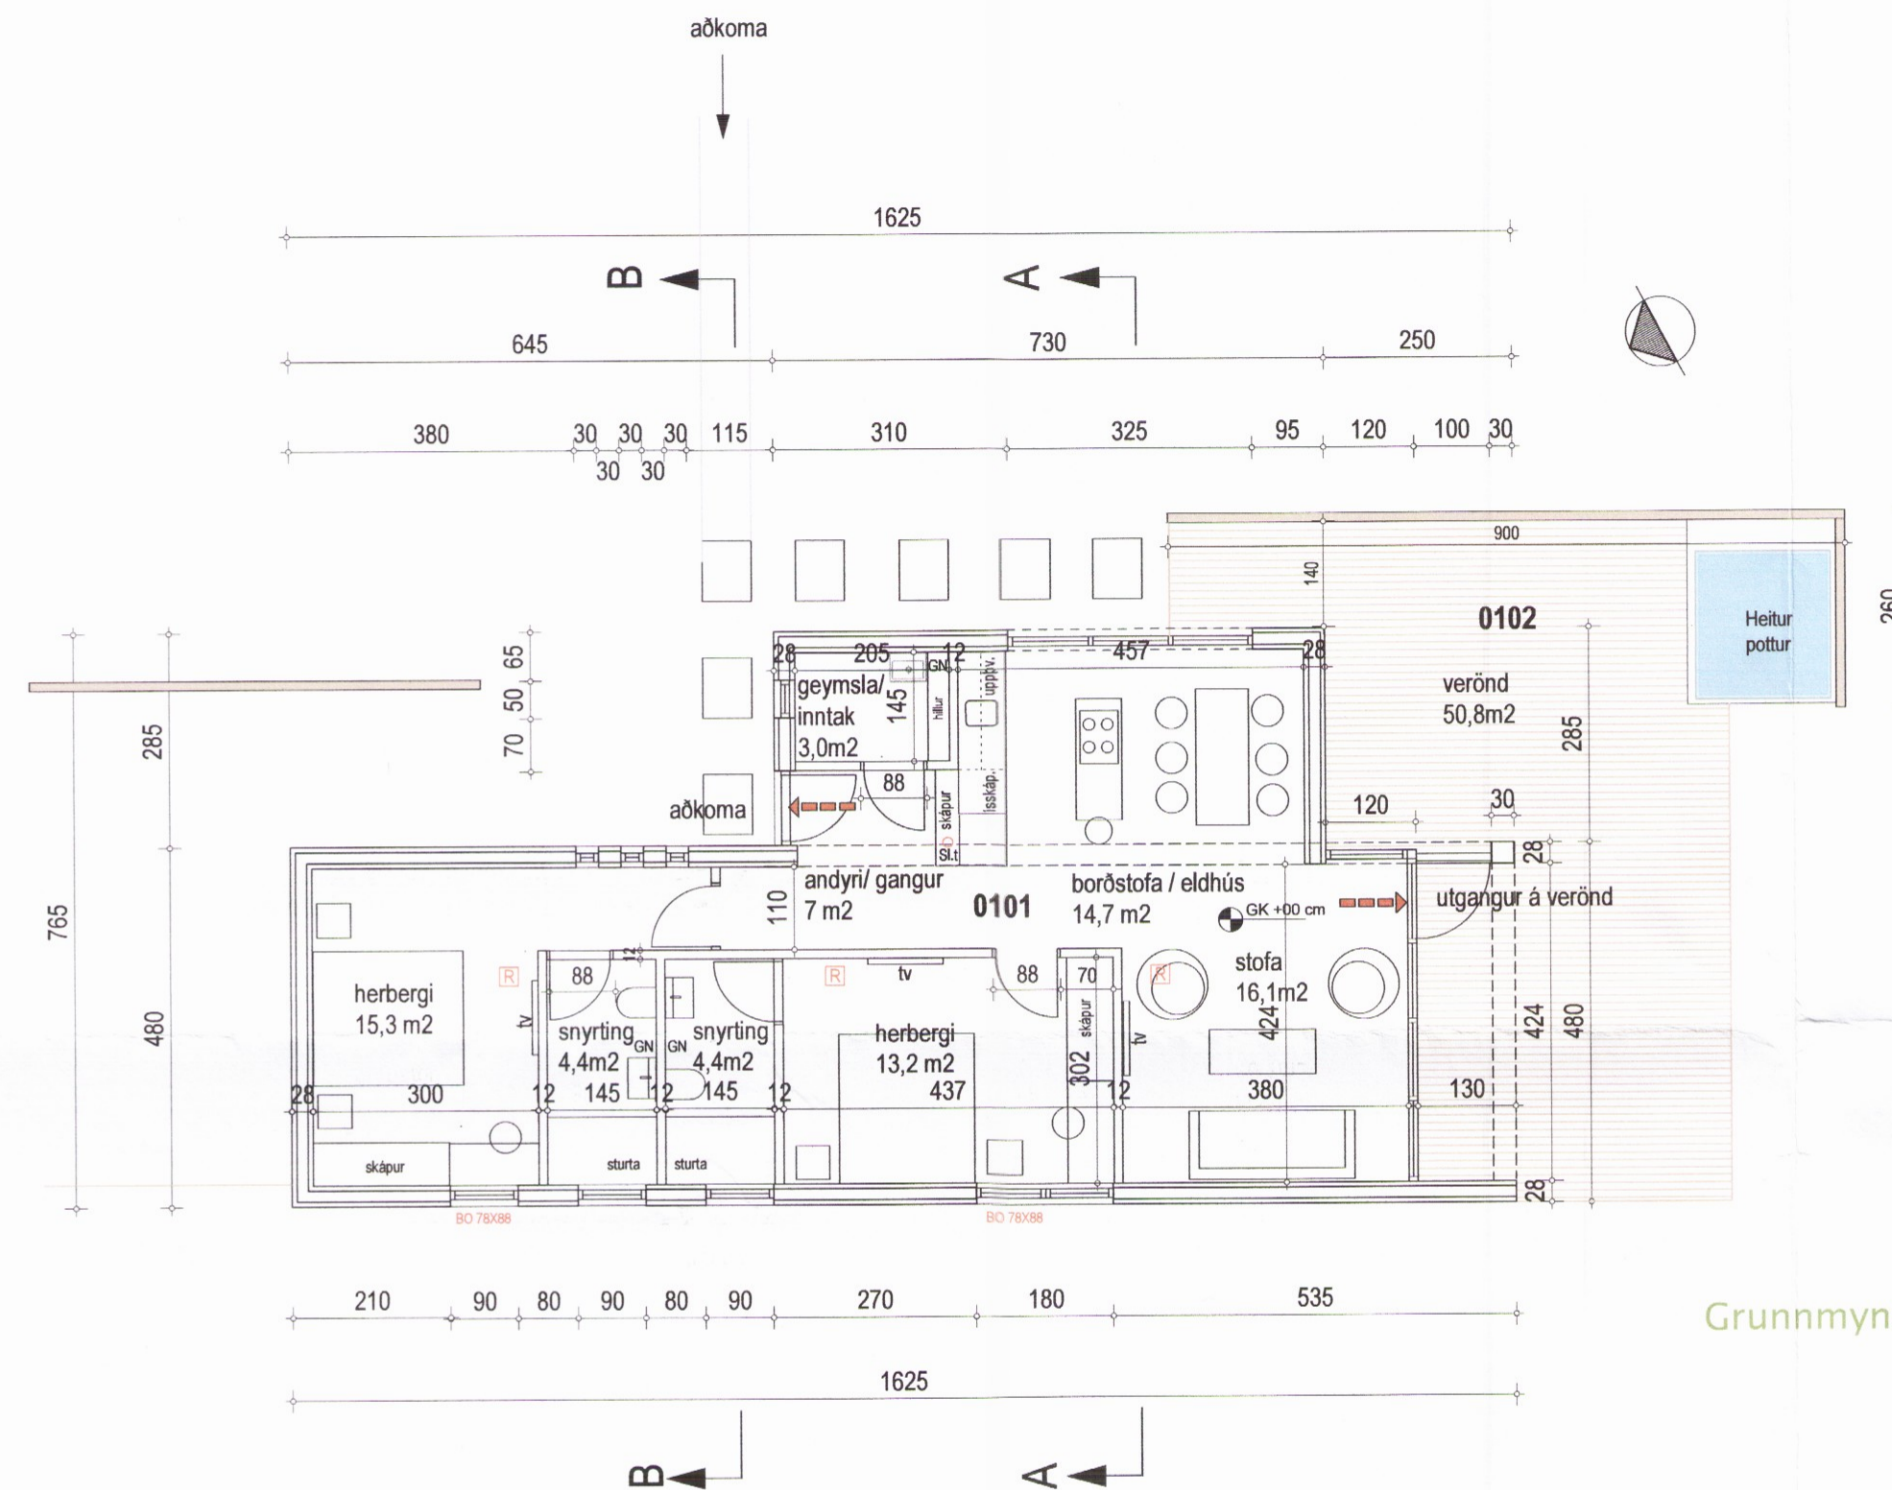 aðkoma
1625
B
A
645
730
250
380
30
30
30
115
310
325
95
120
100
30
30
30
900
140
260
0102
Heitur
pottur
65
50
70
285
28
205
12
457
28
GN
uppþv.
geymsla/
inntak
3,0m2
145
hillur
verönd
50,8m2
285
88
skápur
ísskáp.
aðkoma
120
30
765
28
andyri/ gangur
7 m2
110
0101
borðstofa / eldhús
14,7 m2
GK +00 cm
utgangur á verönd
12
88
R
tv
R
tv
88
70
R
stofa
16,1m2
424
herbergi
15,3 m2
snyrting
4,4m2
GN
GN
snyrting
4,4m2
herbergi
13,2 m2
skápur
302
tv
424
480
480
28
300
12
145
12
145
12
437
12
380
130
skápur
sturta
sturta
28
BO 78X88
BO 78X88
210
90
80
90
80
90
270
180
535
Grunnmyn
1625
B
A